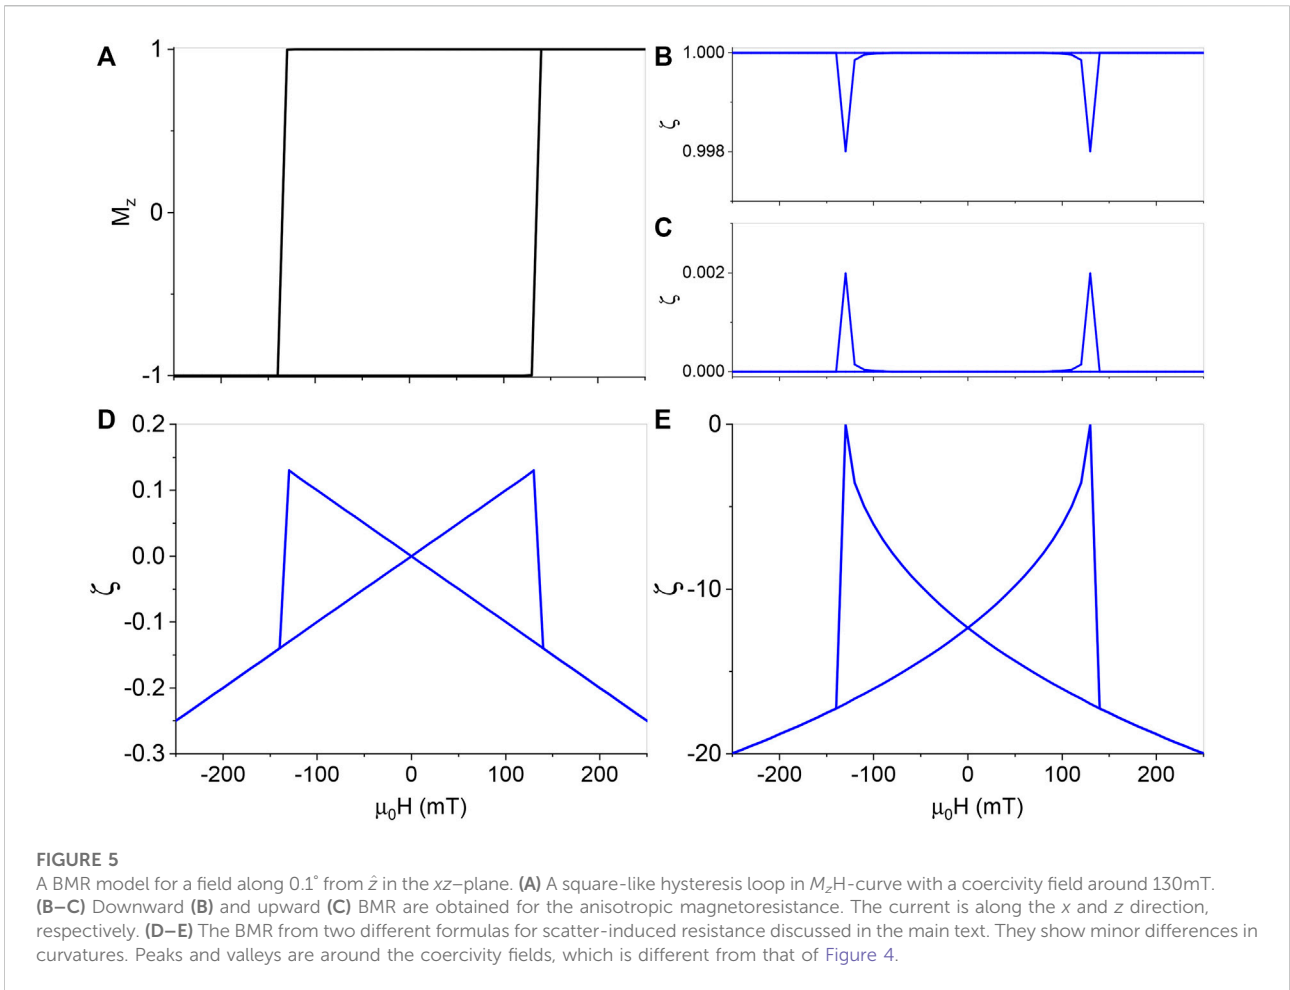 A
1
0
-1
M_z
B
1.000
0.998
ζ
C
0.002
0.000
ζ
-200 -100 0 100 200
D
0.2
0.1
0.0
-0.1
-0.2
-0.3
ζ
-200 -100 0 100 200
μ₀H (mT)
E
0
-10
-20
ζ
-200 -100 0 100 200
μ₀H (mT)
FIGURE 5
A BMR model for a field along 0.1° from ẑ in the xz–plane. (A) A square-like hysteresis loop in M_zH-curve with a coercivity field around 130mT.
(B–C) Downward (B) and upward (C) BMR are obtained for the anisotropic magnetoresistance. The current is along the x and z direction,
respectively. (D–E) The BMR from two different formulas for scatter-induced resistance discussed in the main text. They show minor differences in
curvatures. Peaks and valleys are around the coercivity fields, which is different from that of Figure 4.